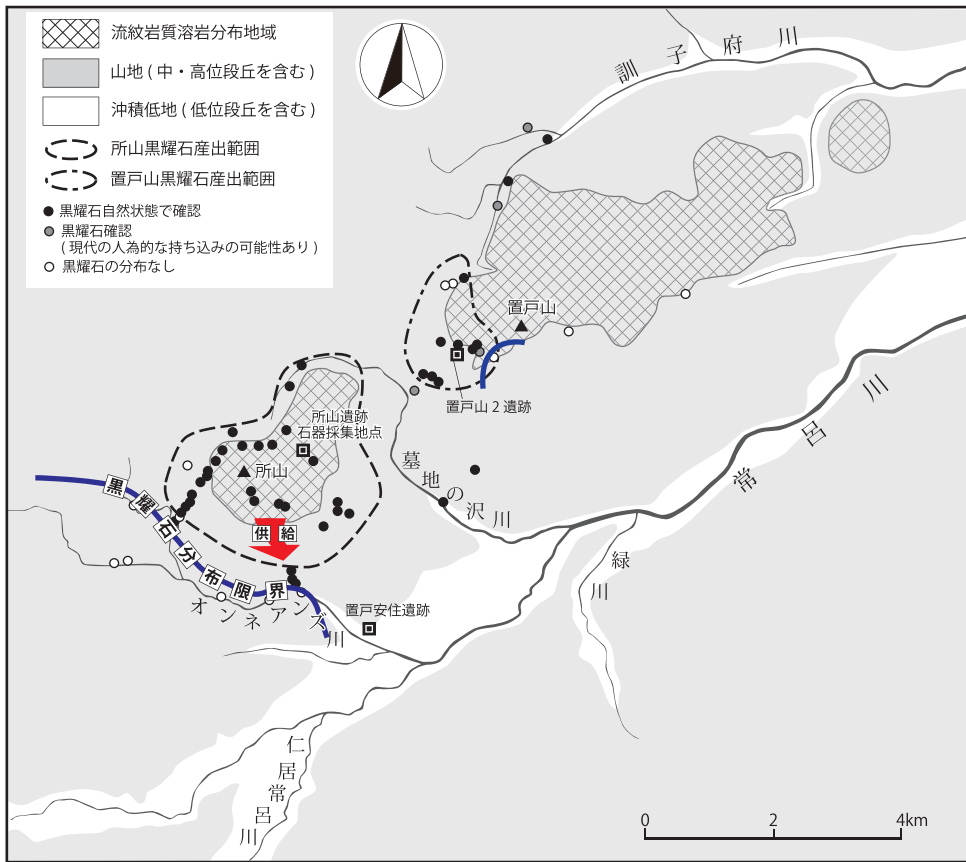 流紋岩質溶岩分布地域
山地 ( 中・高位段丘を含む )
沖積低地 ( 低位段丘を含む )
所山黒耀石産出範囲
置戸山黒耀石産出範囲
黒耀石自然状態で確認
黒耀石確認
( 現代の人為的な持ち込みの可能性あり )
黒耀石の分布なし
訓子府川
置戸山
置戸山 2 遺跡
所山遺跡
石器採集地点
所山
墓地の沢川
常呂川
供給
黒耀石分布限界
緑川
オンネアンズ川
置戸安住遺跡
仁居常呂川
0 2 4km